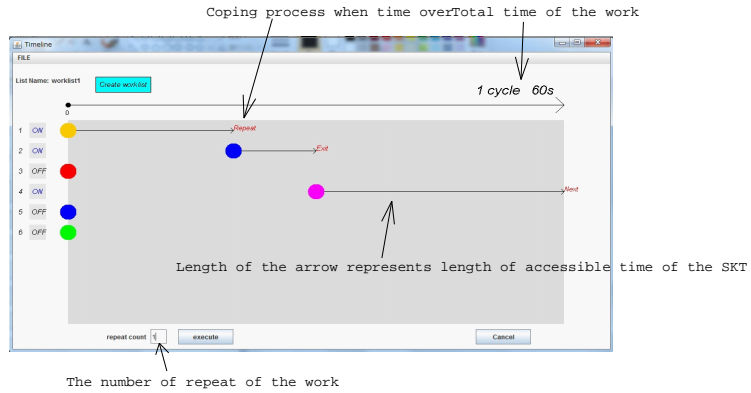 Coping process when time overTotal time of the work
Timeline
FILE
List Name: worklist1
Create worklist
1 cycle 60s
0
1 ON Repeat
2 ON Exit
3 OFF
4 ON Next
5 OFF
6 OFF
Length of the arrow represents length of accessible time of the SKT
repeat count execute Cancel
The number of repeat of the work